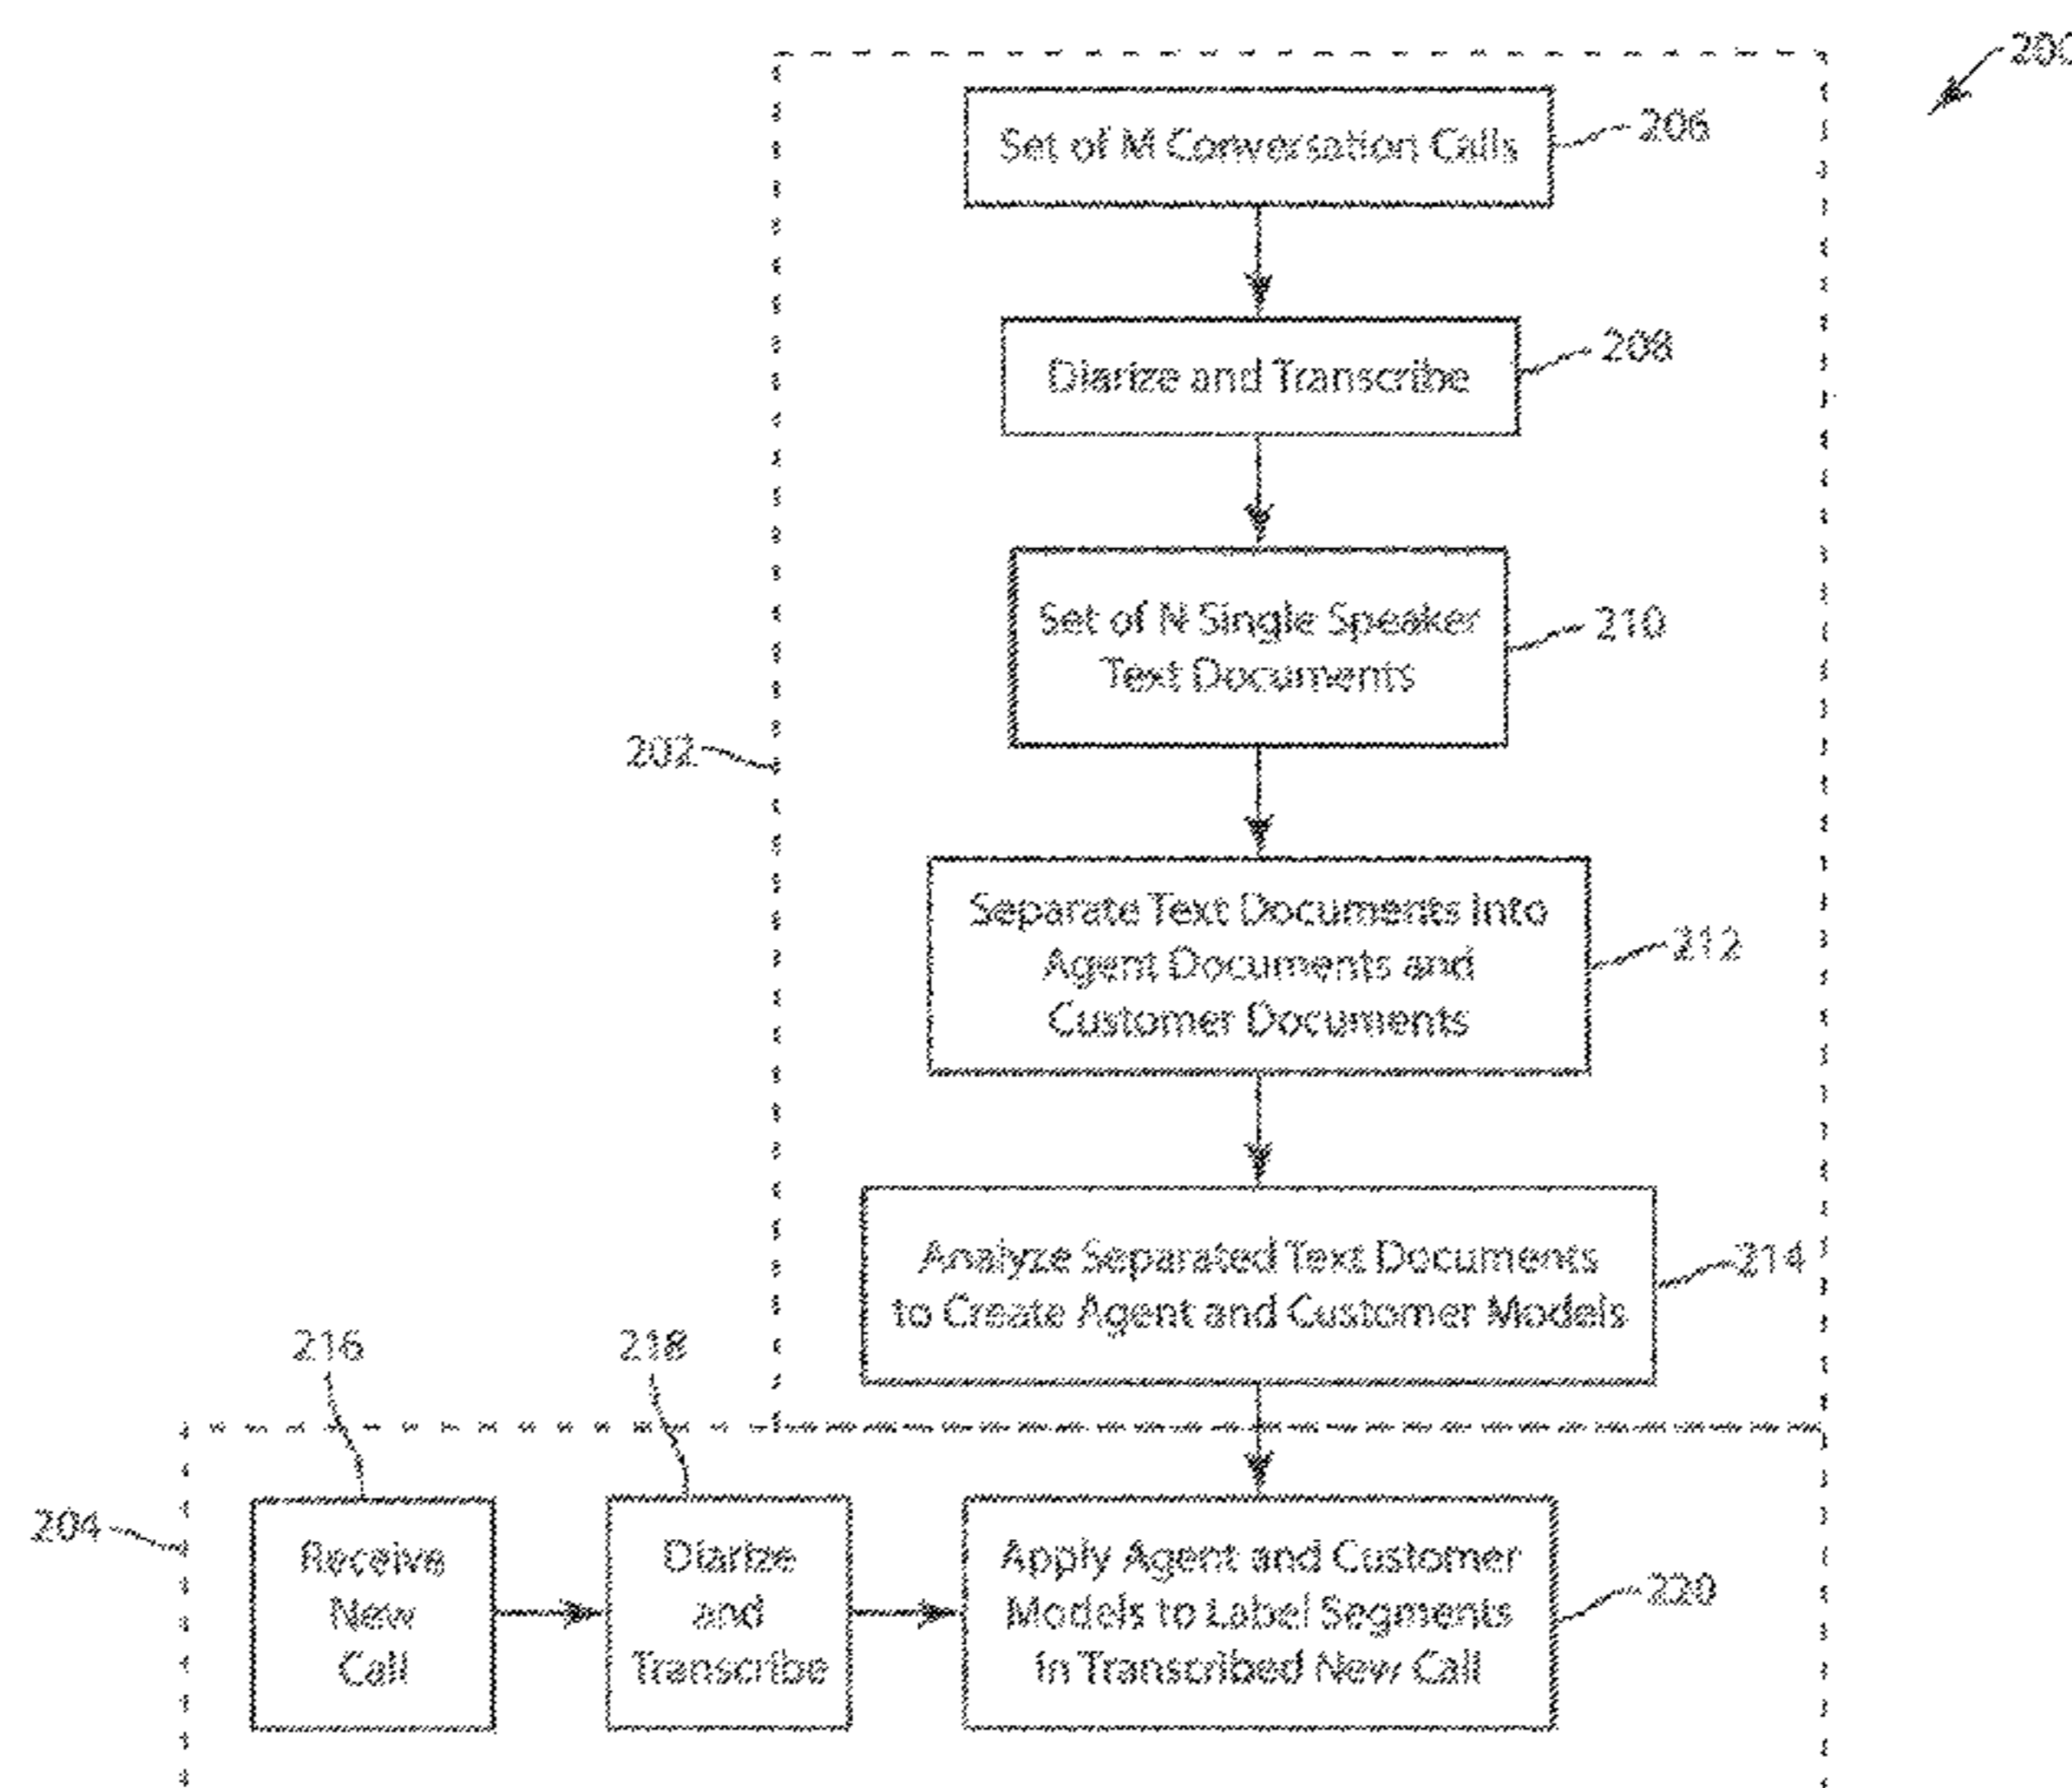 200
Set of M Conversation Calls
206
Diarize and Transcribe
208
Set of N Single Speaker
Text Documents
210
202
Separate Text Documents Into
Agent Documents and
Customer Documents
212
Analyze Separated Text Documents
to Create Agent and Customer Models
214
216
218
204
Receive
New
Call
Diarize
and
Transcribe
Apply Agent and Customer
Models to Label Segments
in Transcribed New Call
220